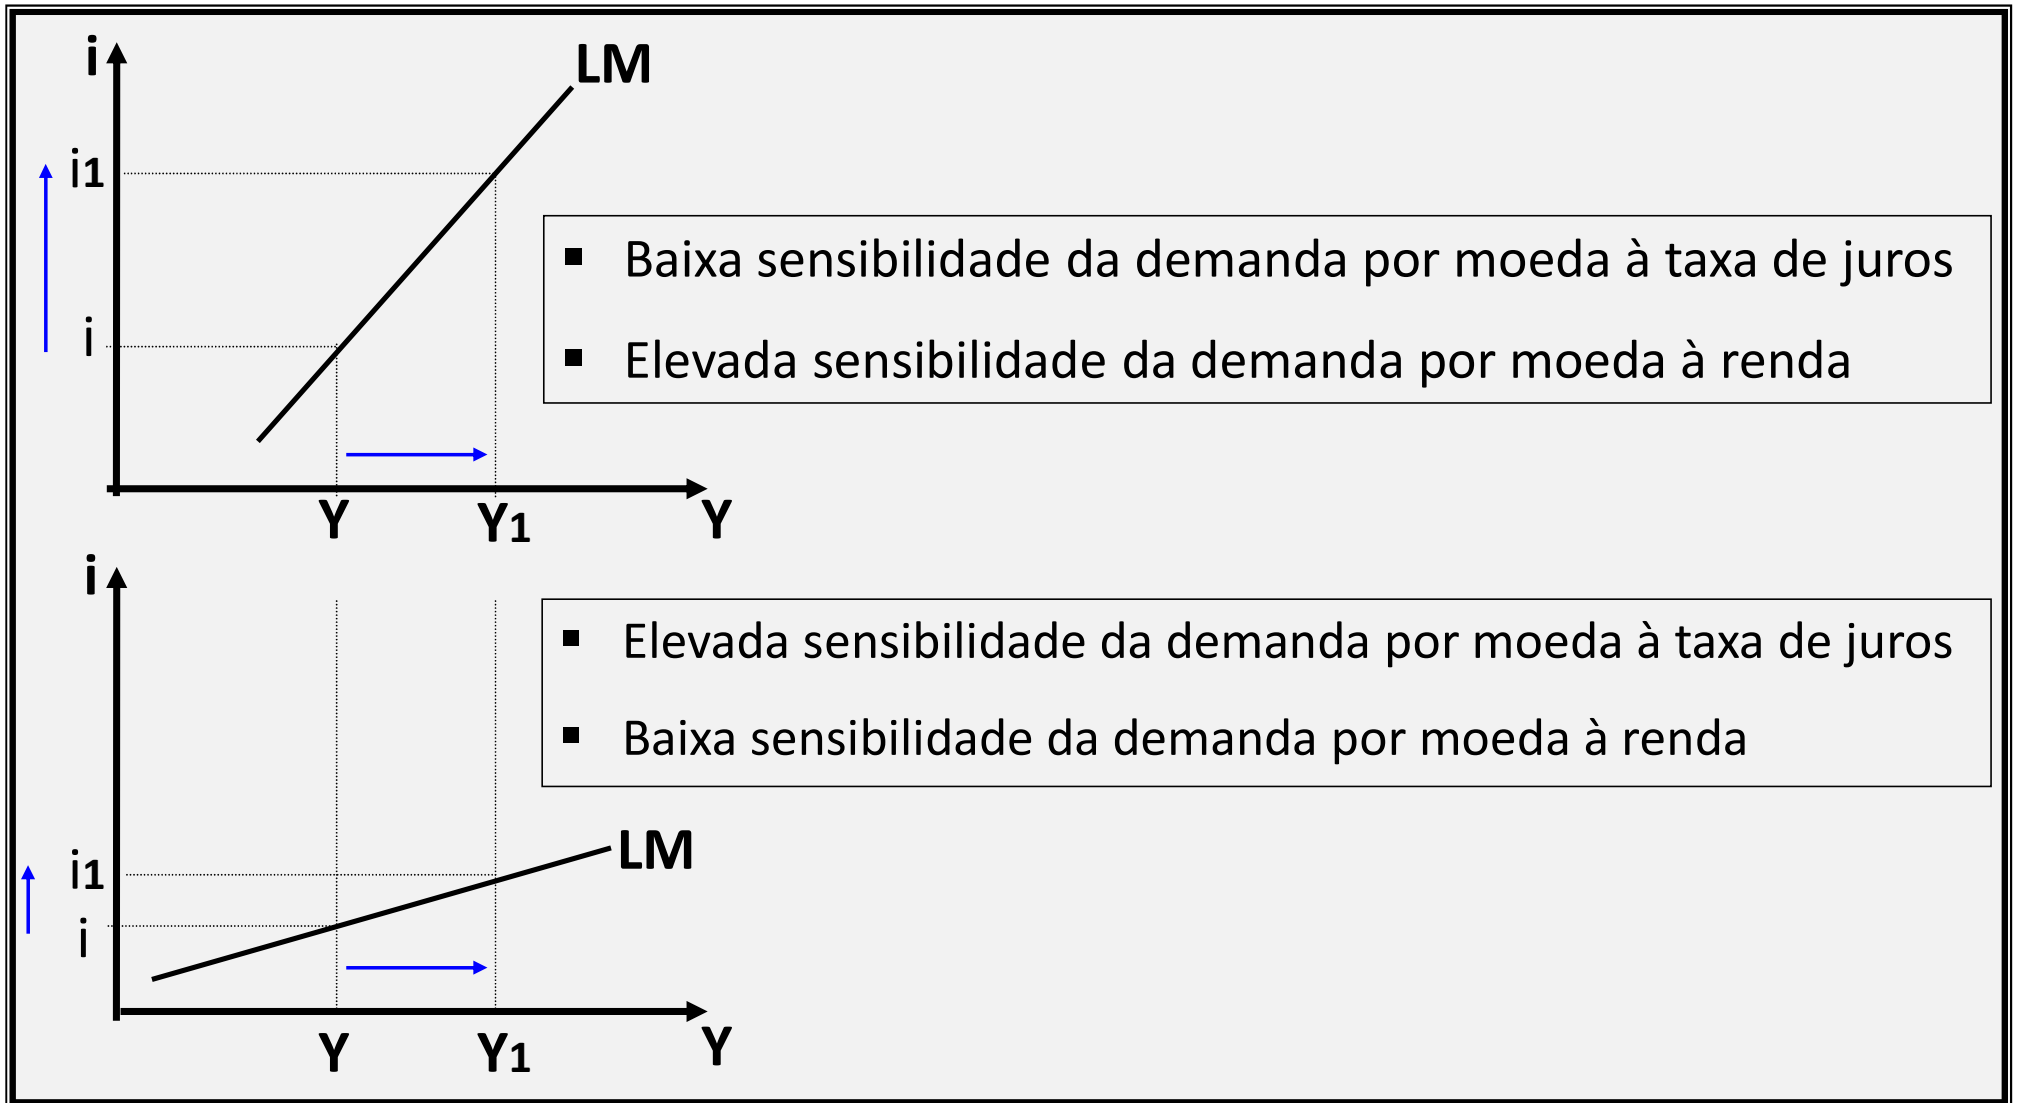 i
LM
i1
i
▪ Baixa sensibilidade da demanda por moeda à taxa de juros
▪ Elevada sensibilidade da demanda por moeda à renda
Y
Y1
Y
i
▪ Elevada sensibilidade da demanda por moeda à taxa de juros
▪ Baixa sensibilidade da demanda por moeda à renda
LM
i1
i
Y
Y1
Y